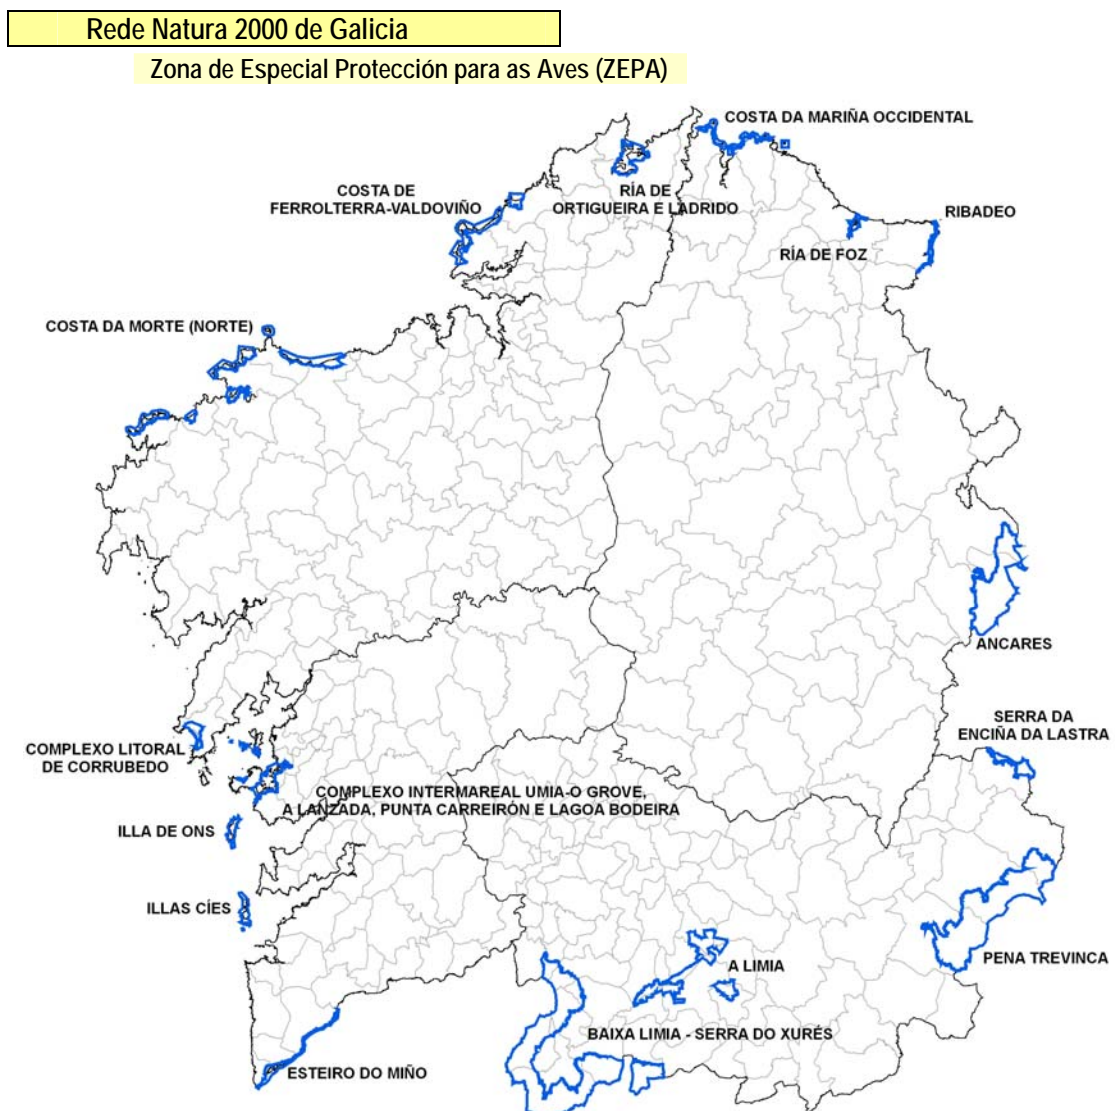 Rede Natura 2000 de Galicia
Zona de Especial Protección para as Aves (ZEPA)
COSTA DA MARIÑA OCCIDENTAL
COSTA DE
FERROLTERRA-VALDOVIÑO
RÍA DE
ORTIGUEIRA E LADRIDO
RIBADEO
RÍA DE FOZ
COSTA DA MORTE (NORTE)
ANCARES
SERRA DA
ENCIÑA DA LASTRA
COMPLEXO LITORAL
DE CORRUBEDO
COMPLEXO INTERMAREAL UMIA-O GROVE,
A LANZADA, PUNTA CARREIRÓN E LAGOA BODEIRA
ILLA DE ONS
ILLAS CÍES
PENA TREVINCA
A LIMIA
BAIXA LIMIA - SERRA DO XURÉS
ESTEIRO DO MIÑO